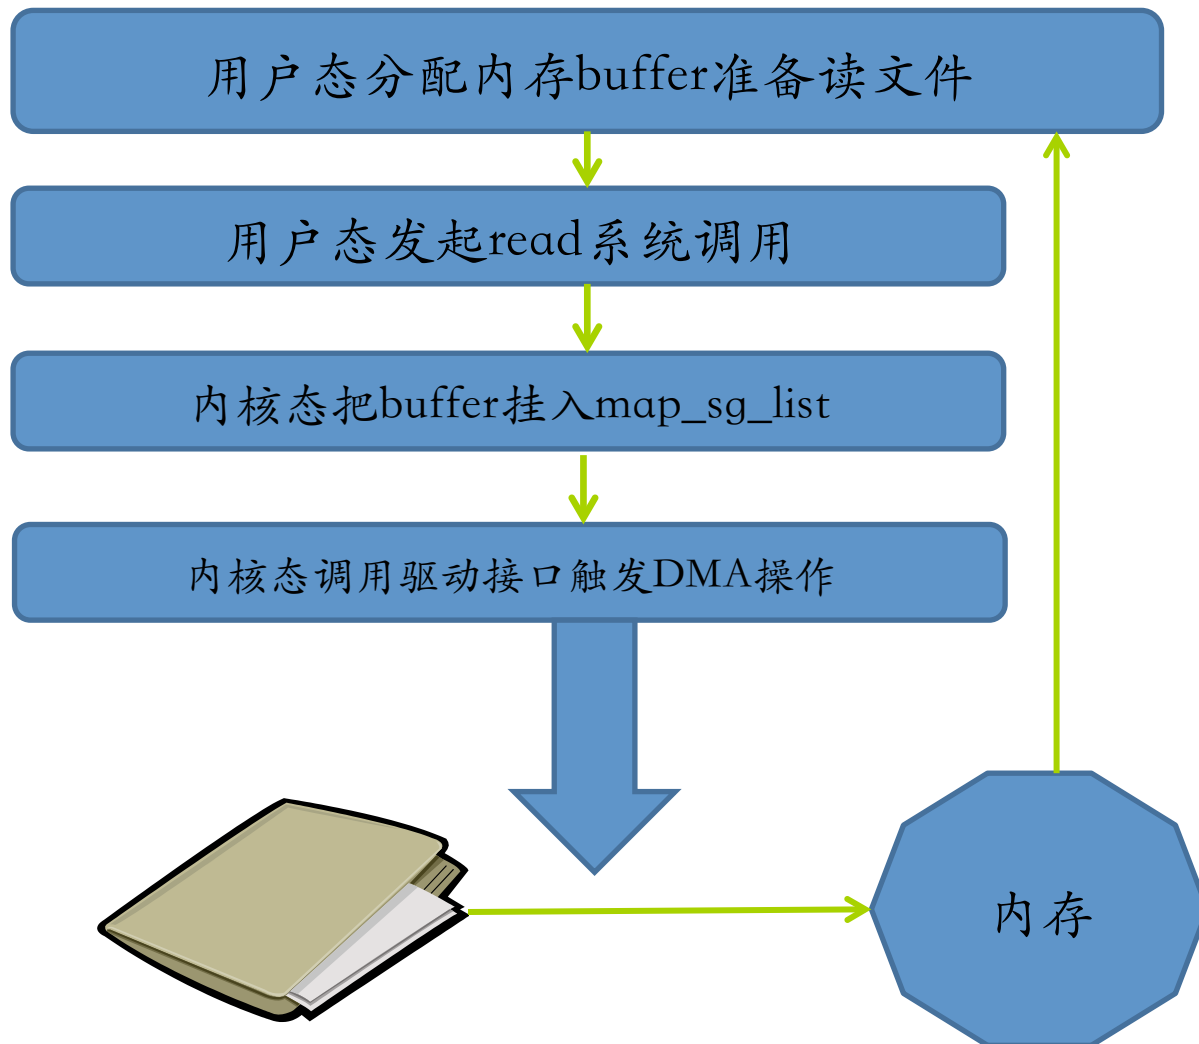 用户态分配内存buffer准备读文件
用户态发起read系统调用
内核态把buffer挂入map_sg_list
内核态调用驱动接口触发DMA操作
内存